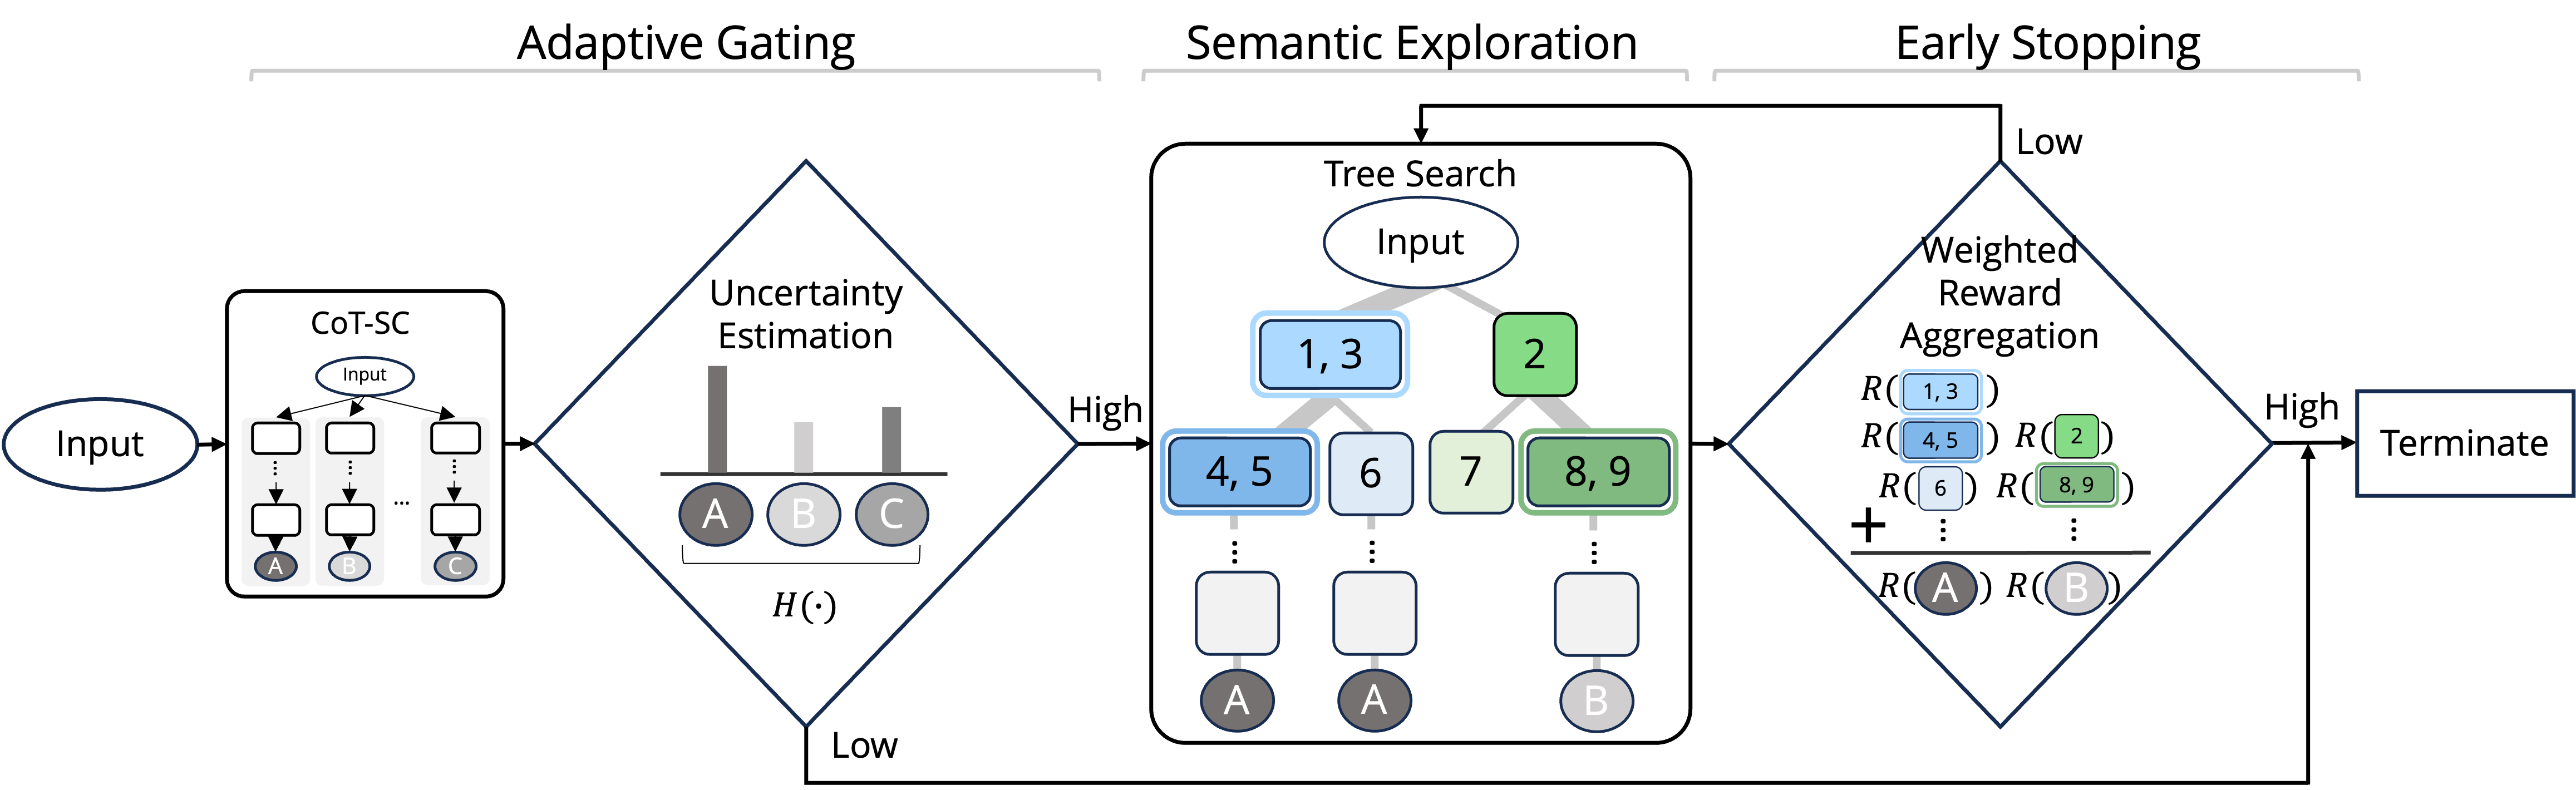 Adaptive Gating
Semantic Exploration
Early Stopping
Input
CoT-SC
Input
...
A
B
C
Uncertainty
Estimation
A
B
C
H(·)
High
Low
Tree Search
Input
1, 3
2
4, 5
6
7
8, 9
A
A
B
Low
Weighted
Reward
Aggregation
R( 1, 3 )
R( 4, 5 ) R( 2 )
R( 6 ) R( 8, 9 )
+
R( A ) R( B )
High
Terminate